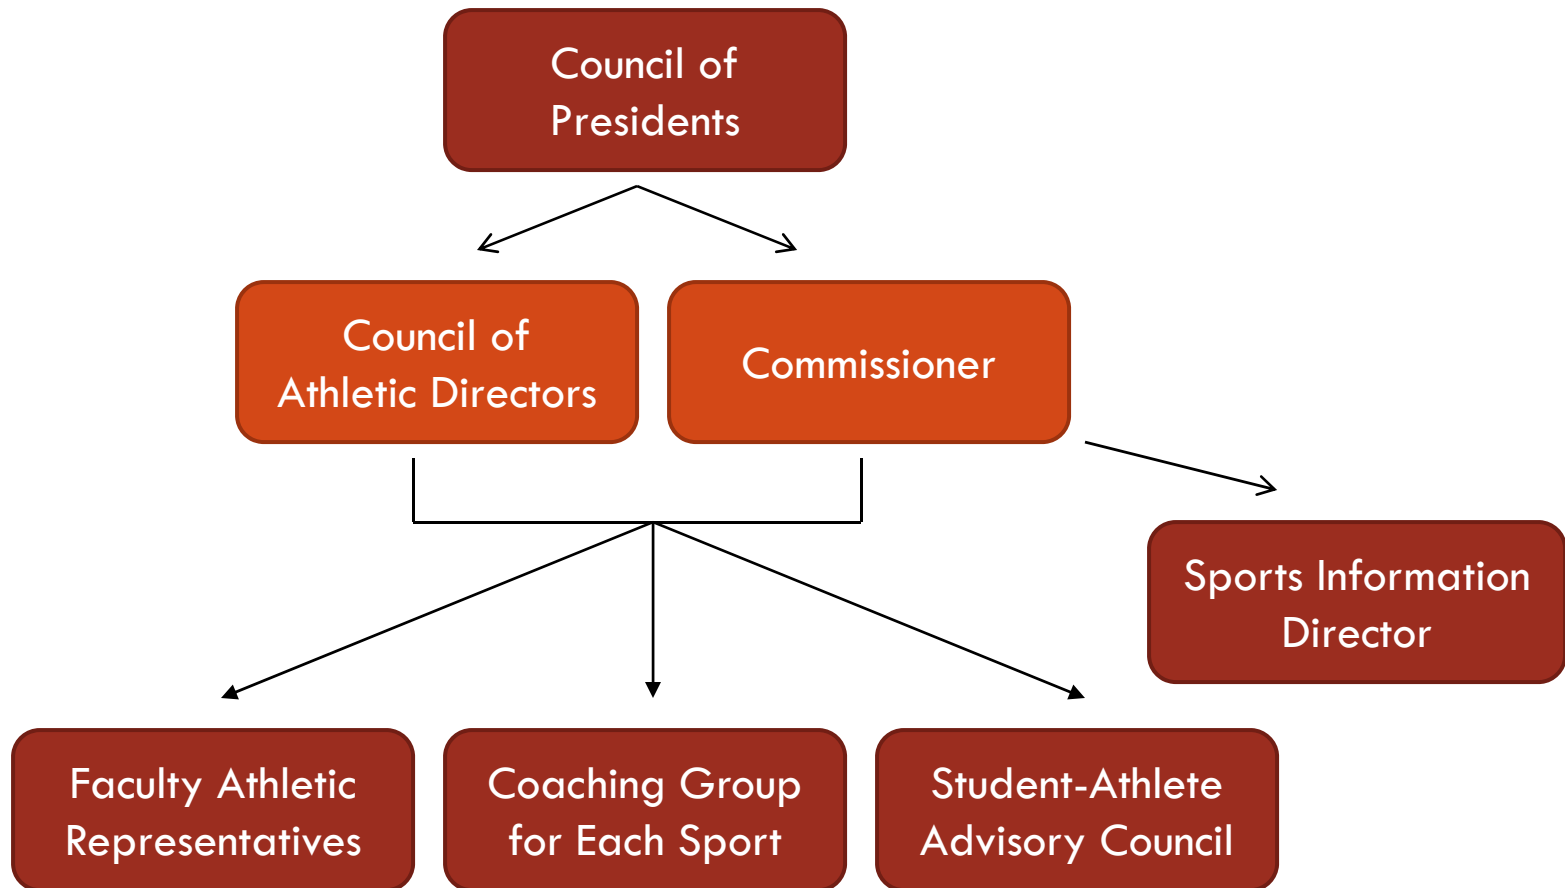 Council of
Presidents
Council of
Athletic Directors
Commissioner
Sports Information
Director
Faculty Athletic
Representatives
Coaching Group
for Each Sport
Student-Athlete
Advisory Council